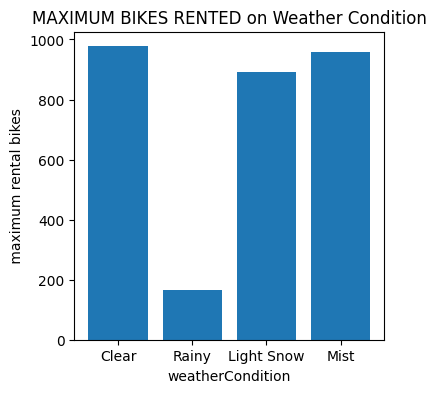 MAXIMUM BIKES RENTED on Weather Condition
1000
800
600
400
200
0
maximum rental bikes
Clear Rainy Light Snow Mist
weatherCondition